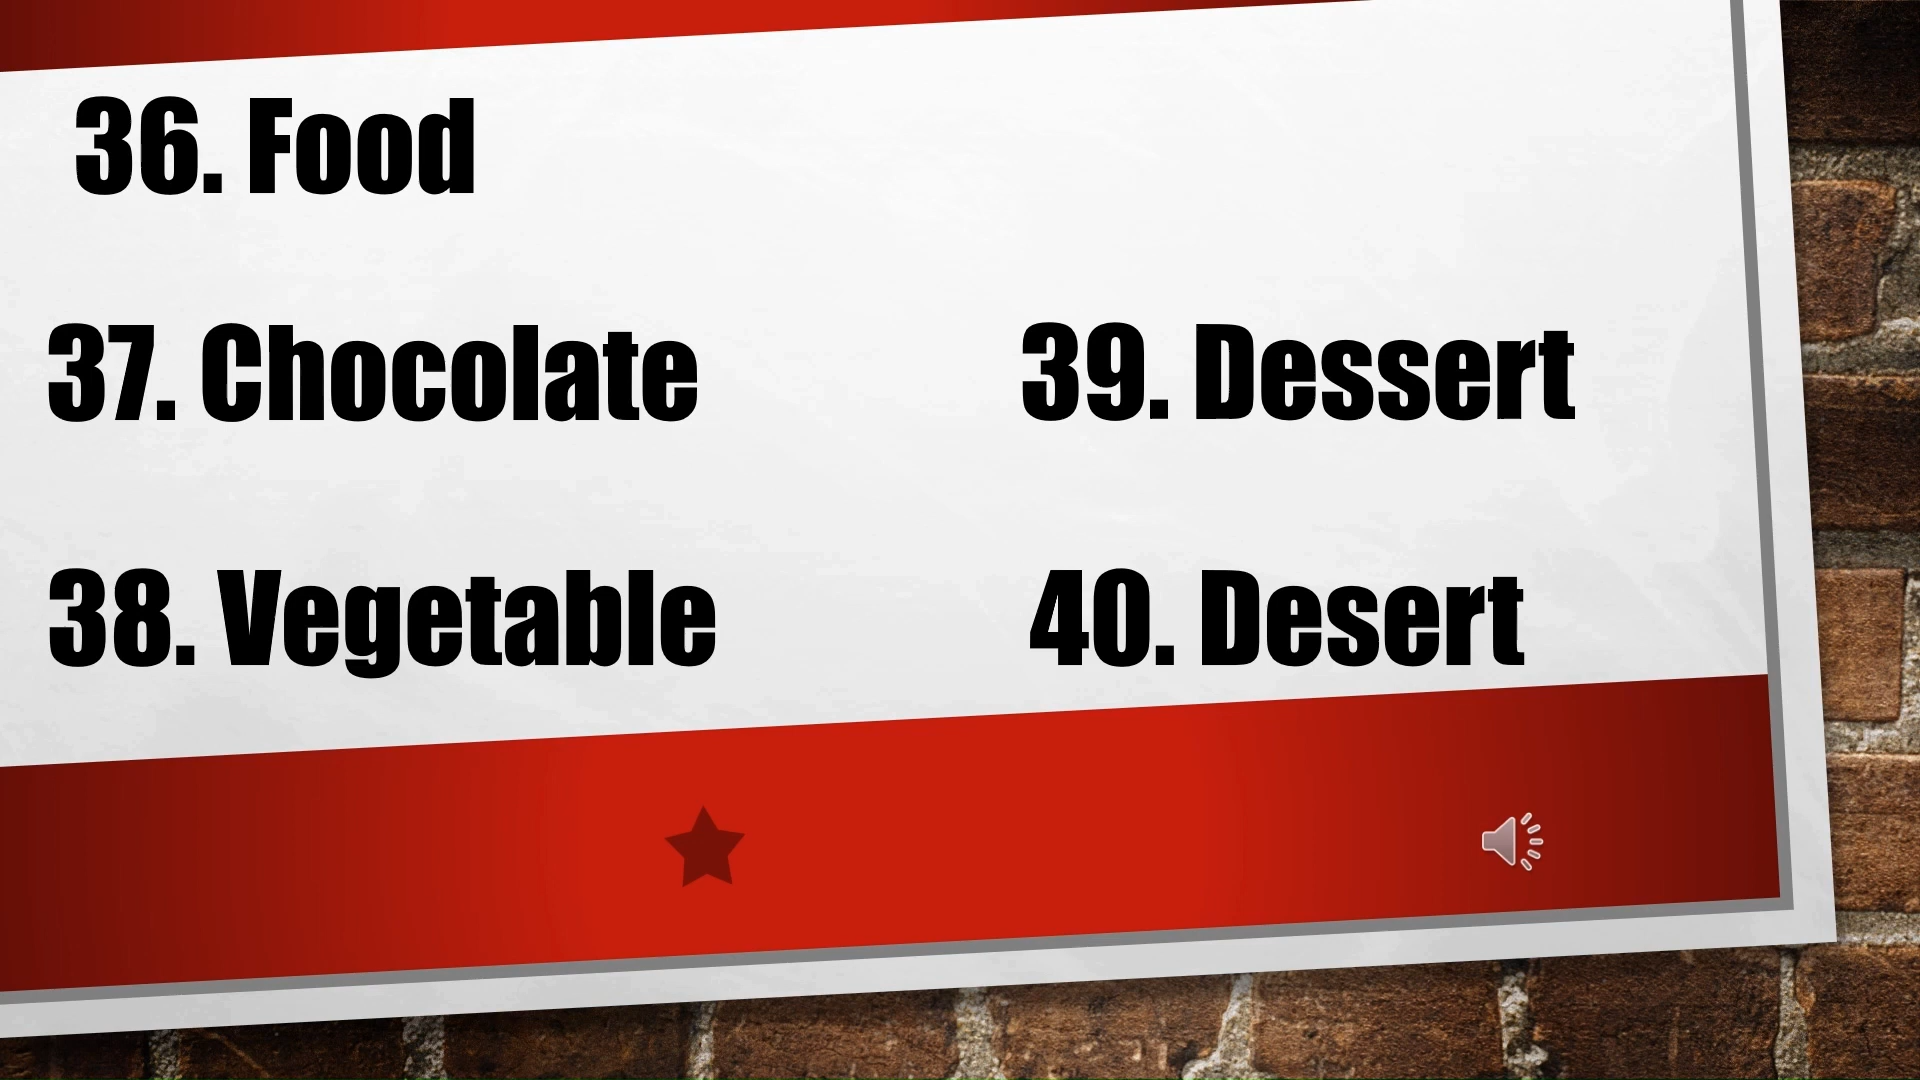 36. Food
37. Chocolate
38. Vegetable
39. Dessert
40. Desert